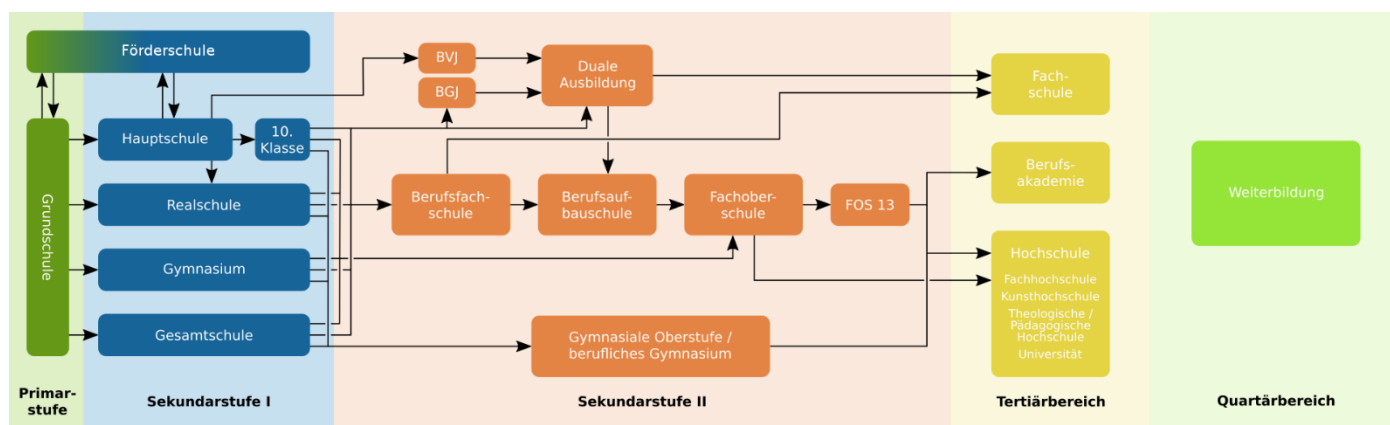 Förderschule
Grundschule
Hauptschule
10.
Klasse
Realschule
Gymnasium
Gesamtschule
BVJ
BGJ
Duale
Ausbildung
Berufsfach-
schule
Berufsauf-
bauschule
Fachober-
schule
FOS 13
Gymnasiale Oberstufe /
berufliches Gymnasium
Fach-
schule
Berufs-
akademie
Hochschule
Fachhochschule
Kunsthochschule
Theologische /
Pädagogische
Hochschule
Universität
Weiterbildung
Primar-
stufe
Sekundarstufe I
Sekundarstufe II
Tertiärbereich
Quartärbereich